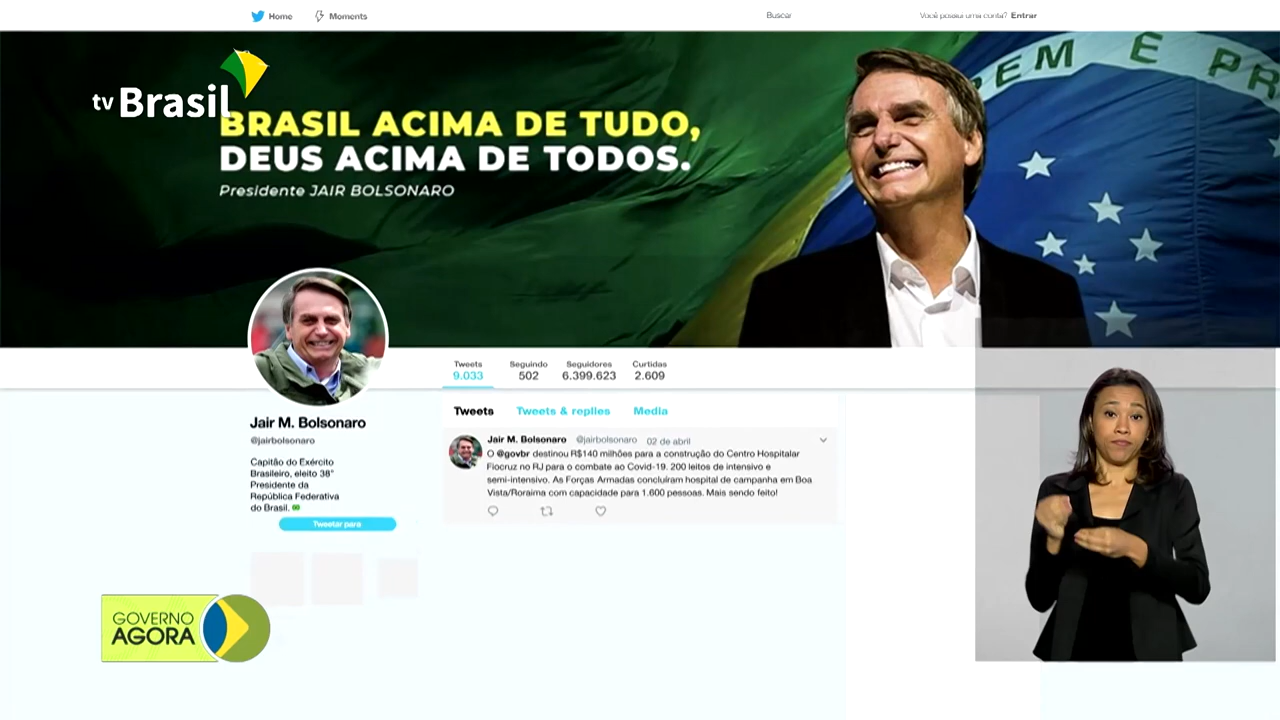 Home
Moments
Buscar
Você possui uma conta? Entrar
tv Brasil
BRASIL ACIMA DE TUDO,
DEUS ACIMA DE TODOS.
Presidente JAIR BOLSONARO
PEM E PR
Tweets Seguindo Seguidores Curtidas
9.033 502 6.399.623 2.609
Jair M. Bolsonaro
@jairbolsonaro
Capitão do Exército
Brasileiro, eleito 38°
Presidente da
República Federativa
do Brasil.
Tweetar para
Tweets Tweets & replies Media
Jair M. Bolsonaro @jairbolsonaro 02 de abril
O @govbr destinou R$140 milhões para a construção do Centro Hospitalar
Fiocruz no RJ para o combate ao Covid-19. 200 leitos de intensivo e
semi-intensivo. As Forças Armadas concluíram hospital de campanha em Boa
Vista/Roraima com capacidade para 1.600 pessoas. Mais sendo feito!
GOVERNO
AGORA